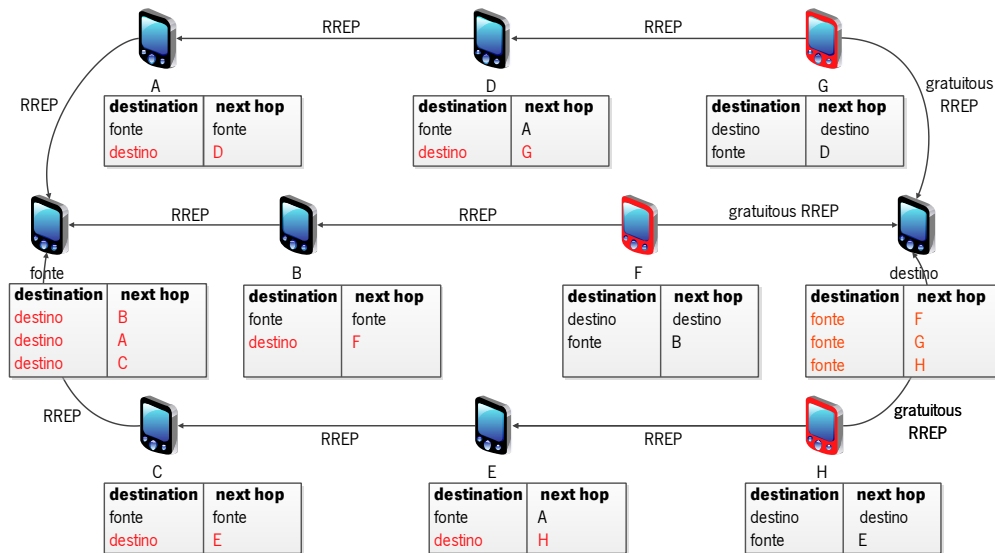 RREP
RREP
A
D
G
RREP
gratuitous
RREP
destination next hop
fonte fonte
destino D
destination next hop
fonte A
destino G
destination next hop
destino destino
fonte D
RREP
RREP
gratuitous RREP
fonte
B
F
destino
destination next hop
destino B
destino A
destino C
destination next hop
fonte fonte
destino F
destination next hop
destino destino
fonte B
destination next hop
fonte F
fonte G
fonte H
RREP
RREP
RREP
gratuitous
RREP
C
E
H
destination next hop
fonte fonte
destino E
destination next hop
fonte A
destino H
destination next hop
destino destino
fonte E